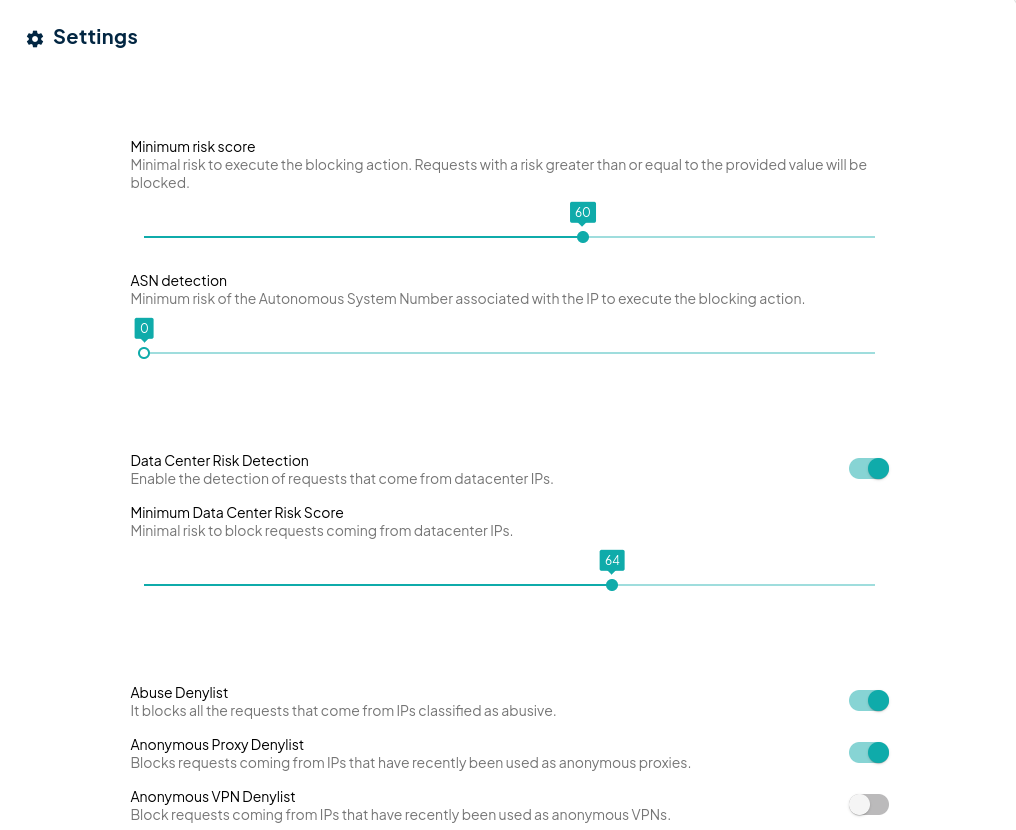 Settings
Minimum risk score
Minimal risk to execute the blocking action. Requests with a risk greater than or equal to the provided value will be
blocked.
60
ASN detection
Minimum risk of the Autonomous System Number associated with the IP to execute the blocking action.
0
Data Center Risk Detection
Enable the detection of requests that come from datacenter IPs.
Minimum Data Center Risk Score
Minimal risk to block requests coming from datacenter IPs.
64
Abuse Denylist
It blocks all the requests that come from IPs classified as abusive.
Anonymous Proxy Denylist
Blocks requests coming from IPs that have recently been used as anonymous proxies.
Anonymous VPN Denylist
Block requests coming from IPs that have recently been used as anonymous VPNs.